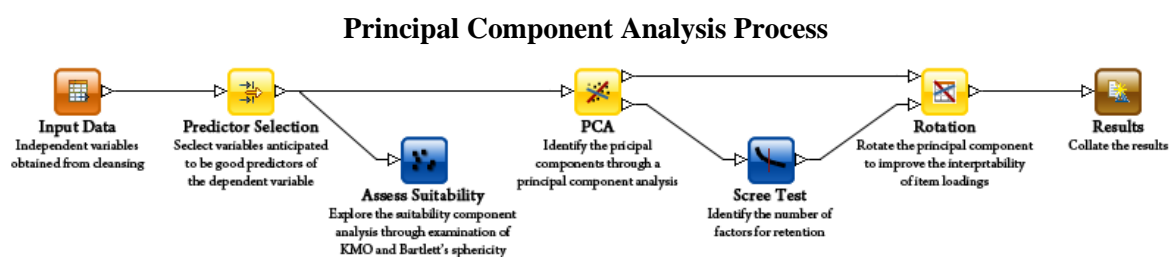 Principal Component Analysis Process
Input Data
Independent variables
obtained from cleansing
Predictor Selection
Seclect variables anticipated
to be good predictors of
the dependent variable
Assess Suitability
Explore the suitability component
analysis through examination of
KMO and Bartlett's sphericity
PCA
Identify the pricipal
components through a
principal component analysis
Scree Test
Identify the number of
factors for retention
Rotation
Rotate the principal component
to improve the interprtability
of item loadings
Results
Collate the results